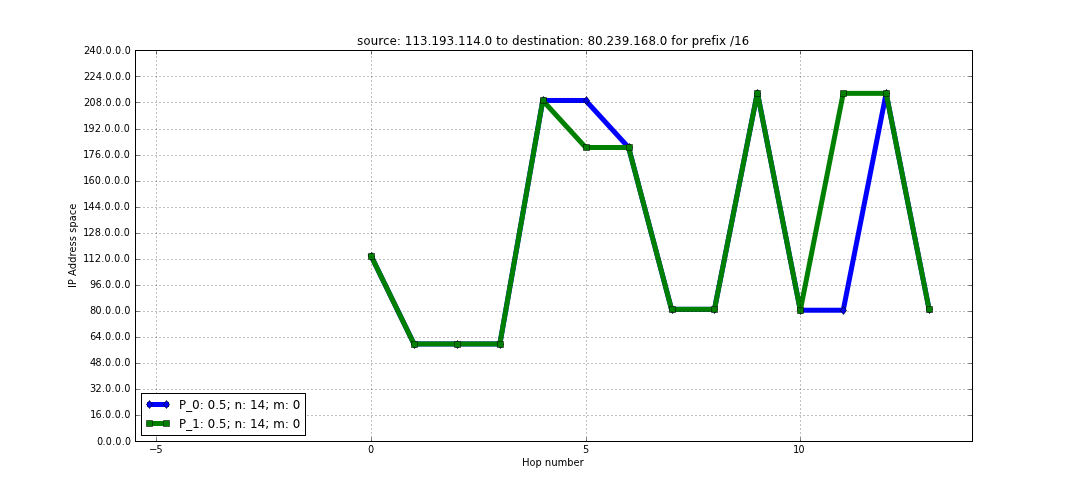 source: 113.193.114.0 to destination: 80.239.168.0 for prefix /16
240.0.0.0
224.0.0.0
208.0.0.0
192.0.0.0
176.0.0.0
160.0.0.0
144.0.0.0
128.0.0.0
112.0.0.0
96.0.0.0
80.0.0.0
64.0.0.0
48.0.0.0
32.0.0.0
16.0.0.0
0.0.0.0
IP Address space
P_0: 0.5; n: 14; m: 0
P_1: 0.5; n: 14; m: 0
−5 0 5 10
Hop number